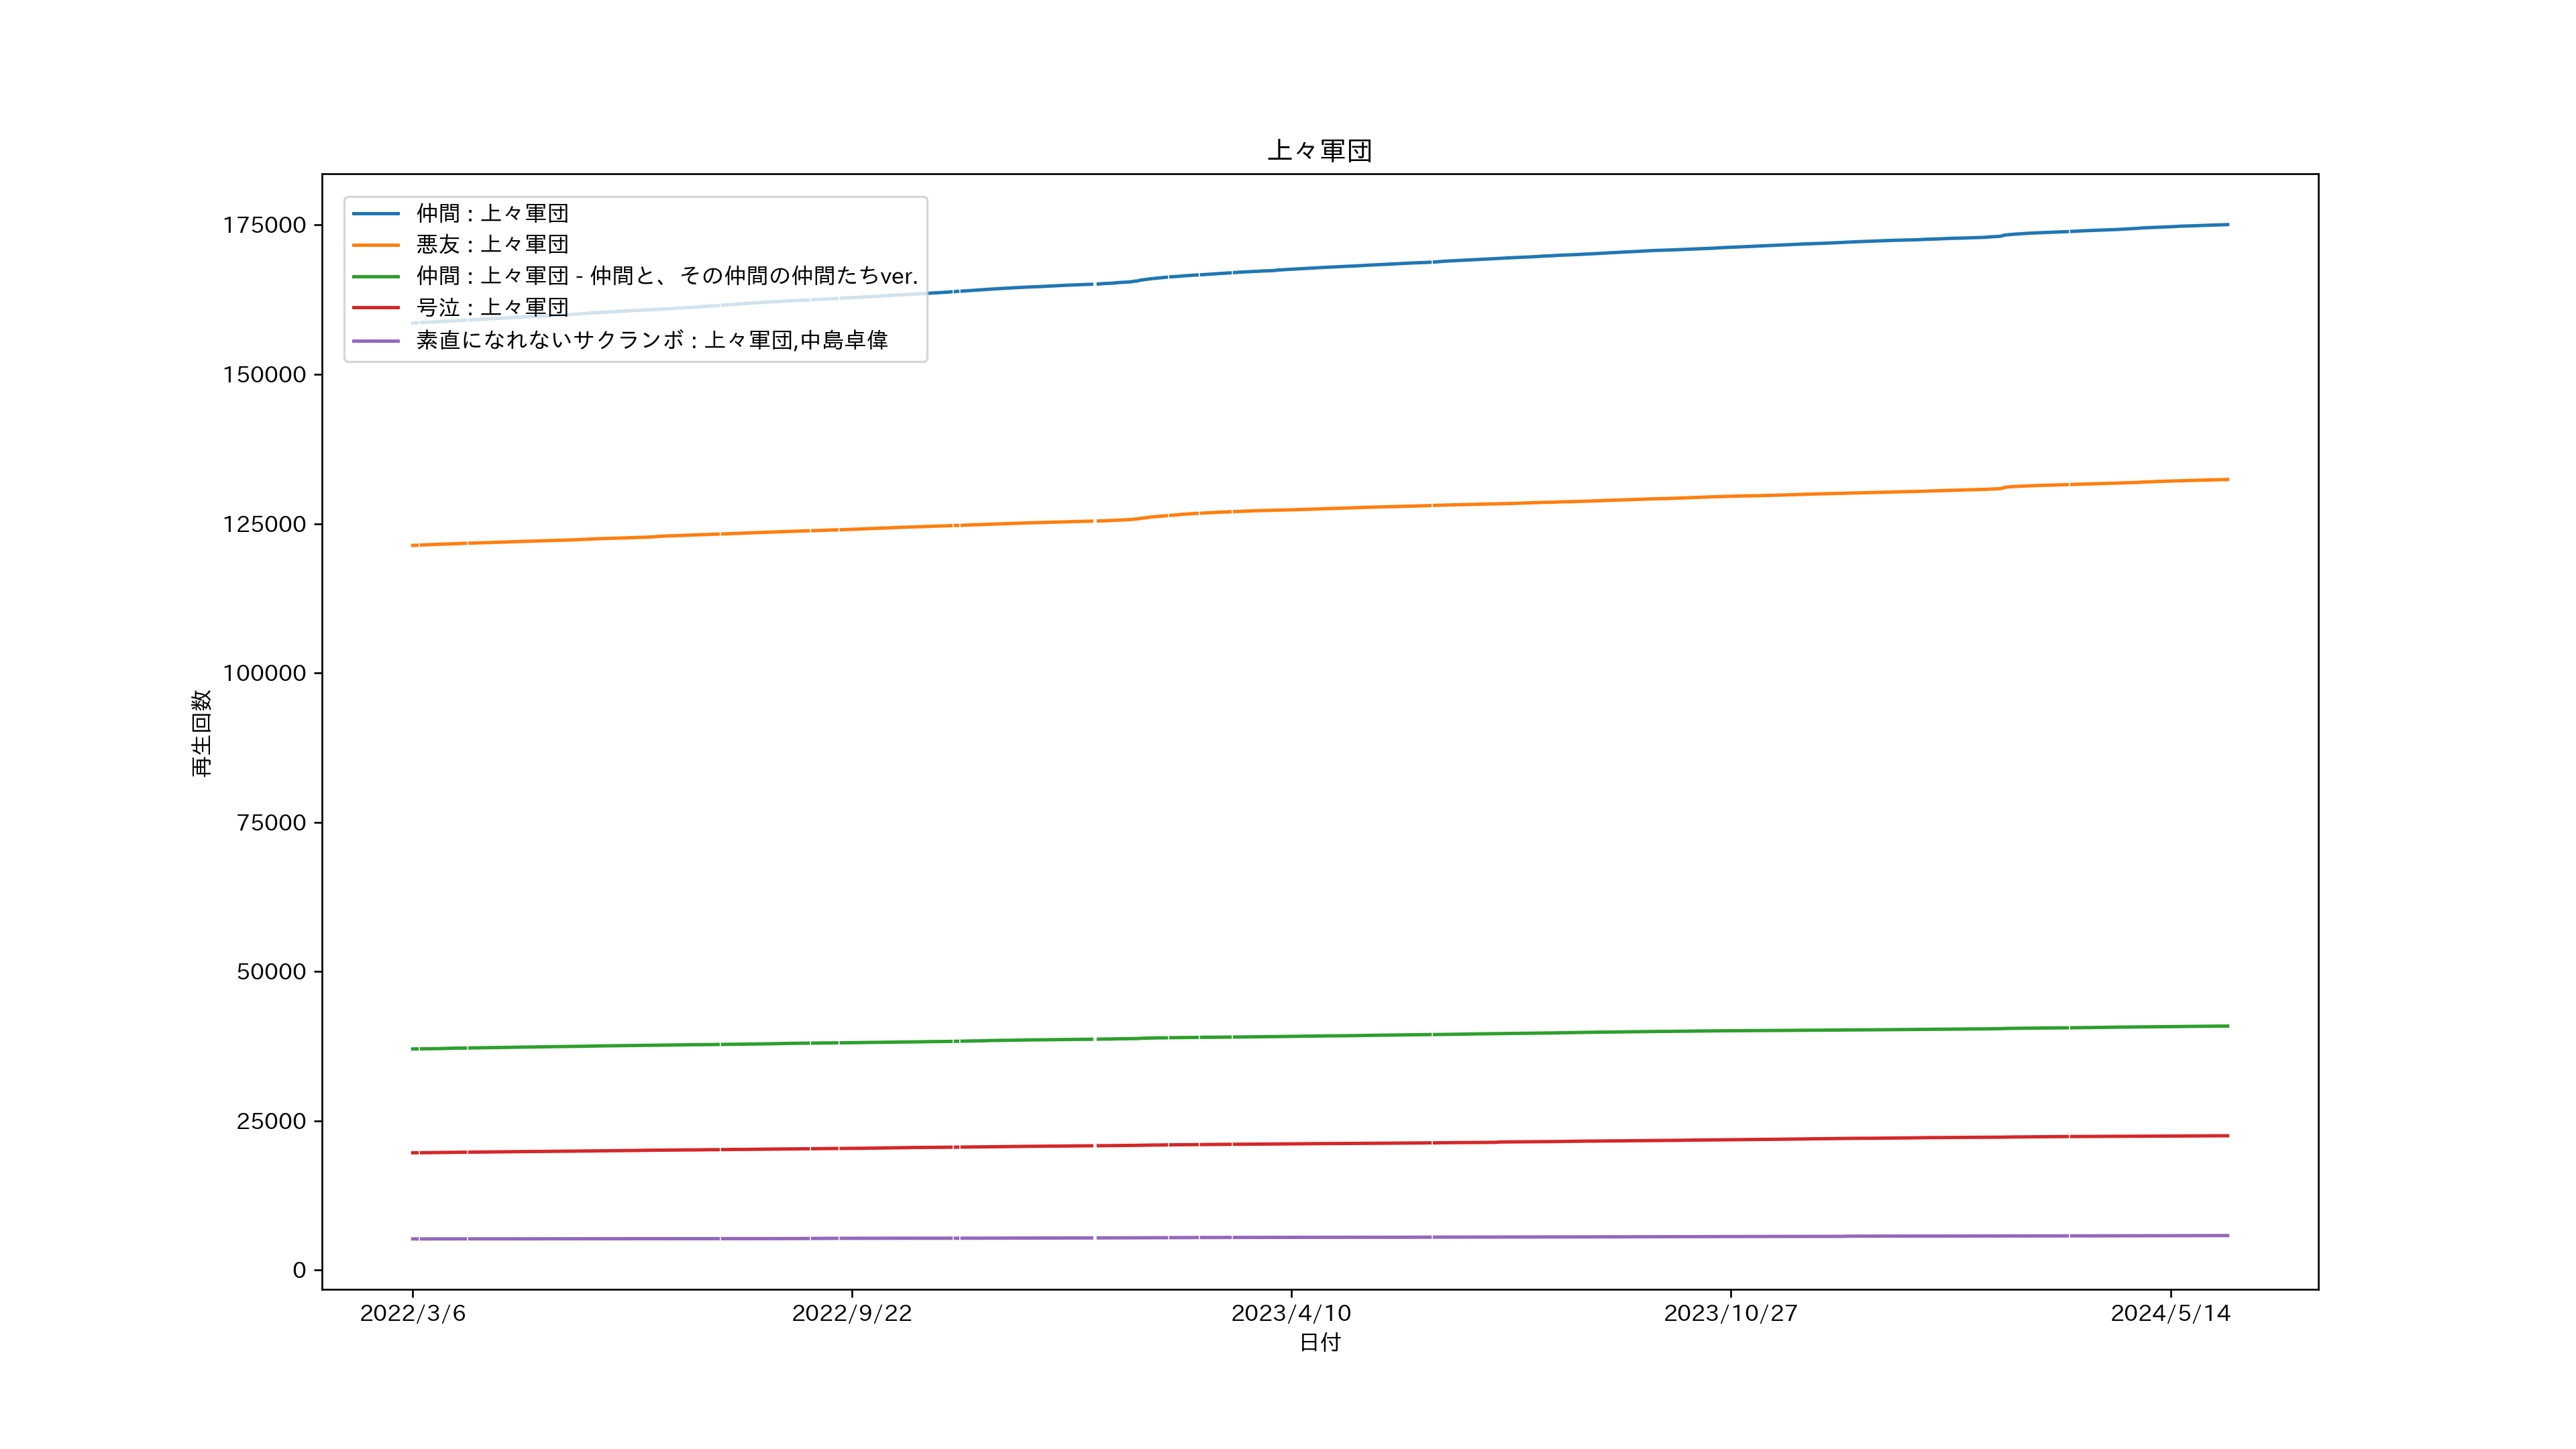 上々軍団
仲間 : 上々軍団
悪友 : 上々軍団
仲間 : 上々軍団 - 仲間と、その仲間の仲間たちver.
号泣 : 上々軍団
素直になれないサクランボ : 上々軍団,中島卓偉
175000
150000
125000
100000
75000
50000
25000
0
再生回数
2022/3/6
2022/9/22
2023/4/10
2023/10/27
2024/5/14
日付